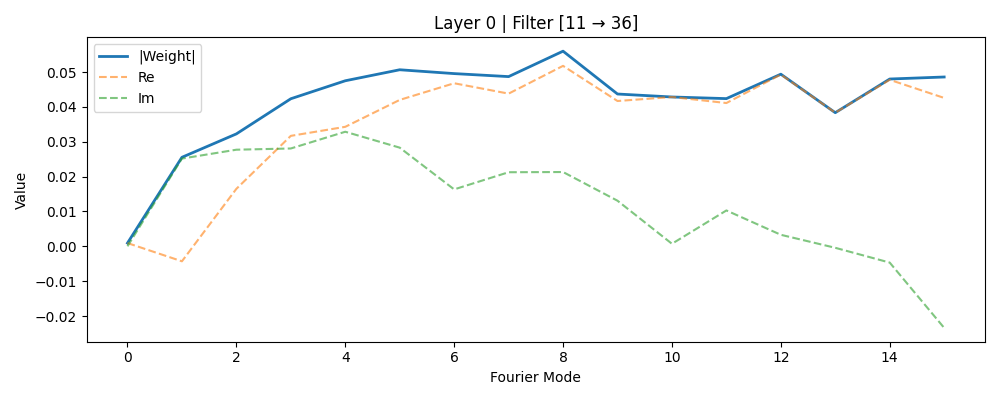 Layer 0 | Filter [11 → 36]
|Weight|
Re
Im
0.05
0.04
0.03
0.02
0.01
0.00
−0.01
−0.02
Value
0 2 4 6 8 10 12 14
Fourier Mode